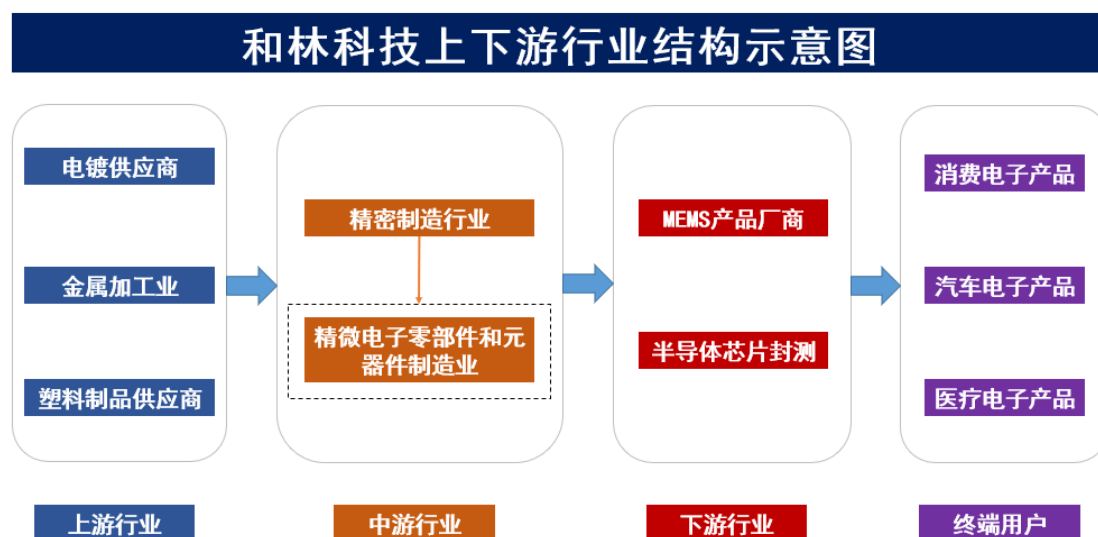 和林科技上下游行业结构示意图
电镀供应商
金属加工业
塑料制品供应商
上游行业
精密制造行业
精微电子零部件和元
器件制造业
中游行业
MEMS产品厂商
半导体芯片封测
下游行业
消费电子产品
汽车电子产品
医疗电子产品
终端用户